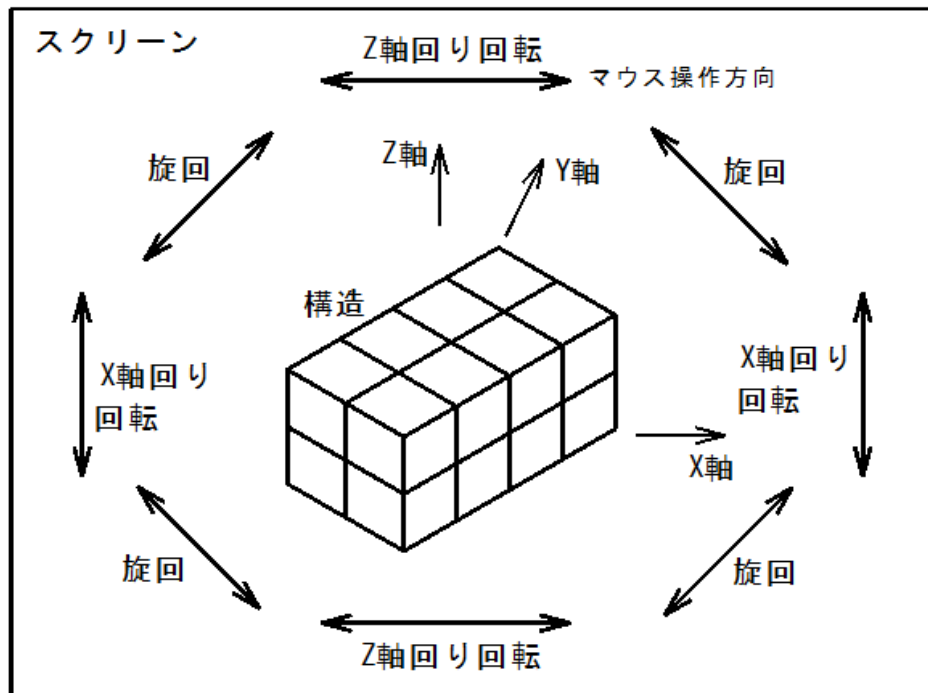 スクリーン
Z軸回り回転
マウス操作方向
Z軸
Y軸
旋回
旋回
構造
X軸回り
回転
X軸回り
回転
X軸
旋回
旋回
Z軸回り回転